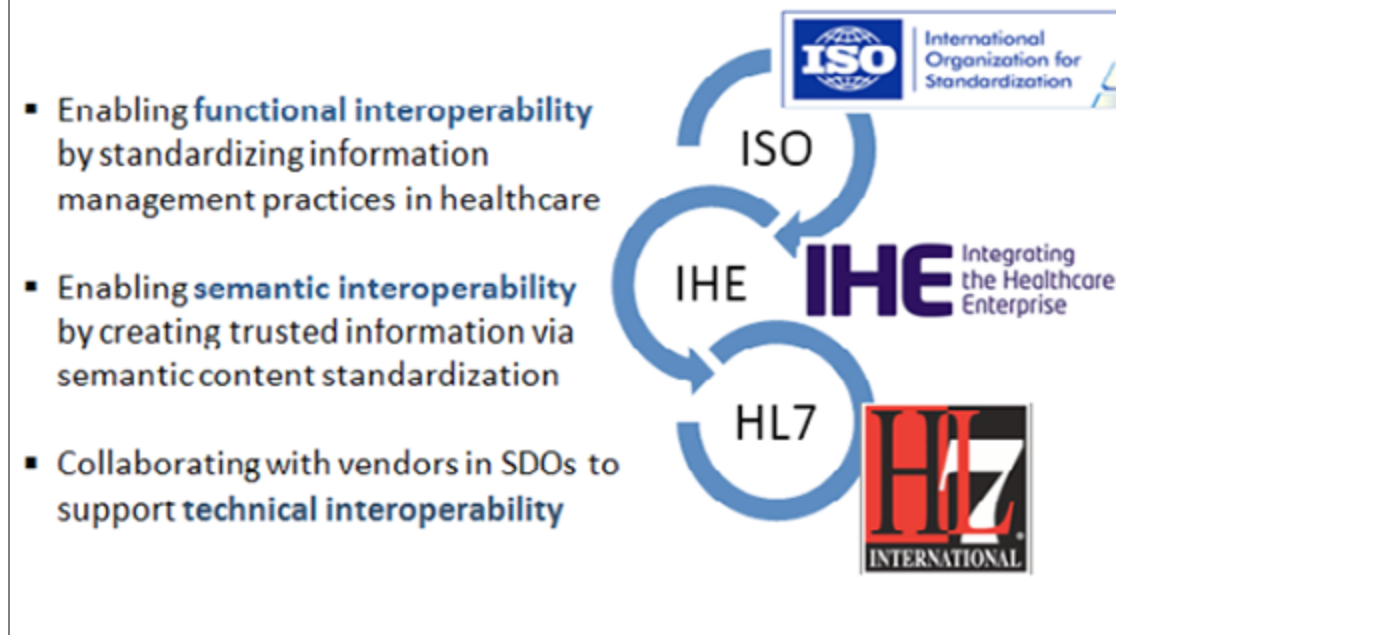 ▪ Enabling functional interoperability
by standardizing information
management practices in healthcare
▪ Enabling semantic interoperability
by creating trusted information via
semantic content standardization
▪ Collaborating with vendors in SDOs to
support technical interoperability
ISO
International
Organization for
Standardization
ISO
IHE
IHE
Integrating
the Healthcare
Enterprise
HL7
HL7
INTERNATIONAL